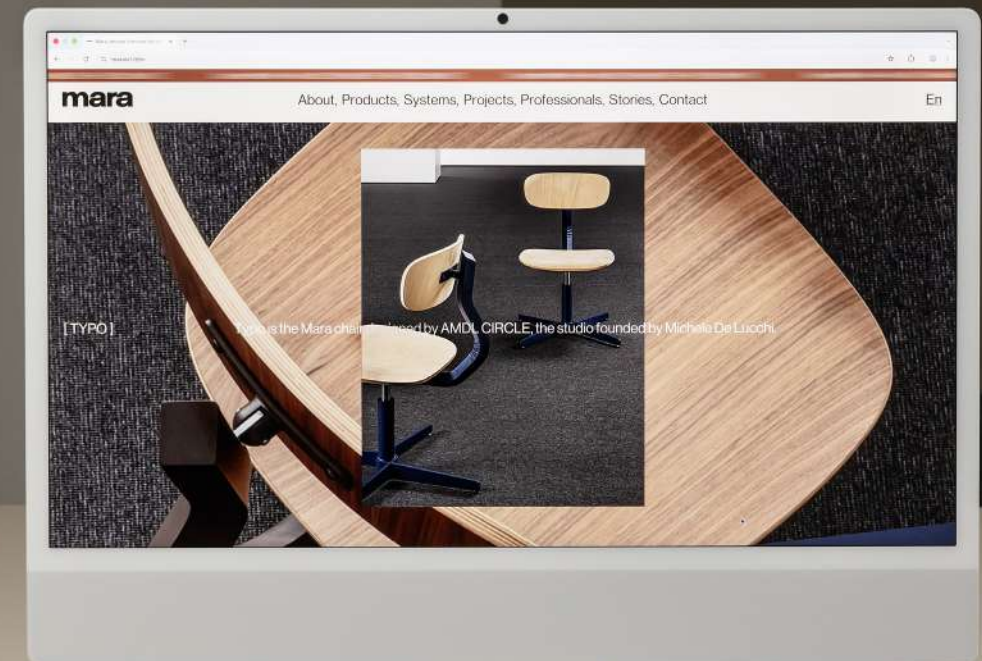 mara
About, Products, Systems, Projects, Professionals, Stories, Contact
En
[TYPO]
Typo is the Mara chair designed by AMDL CIRCLE, the studio founded by Michele De Lucchi.